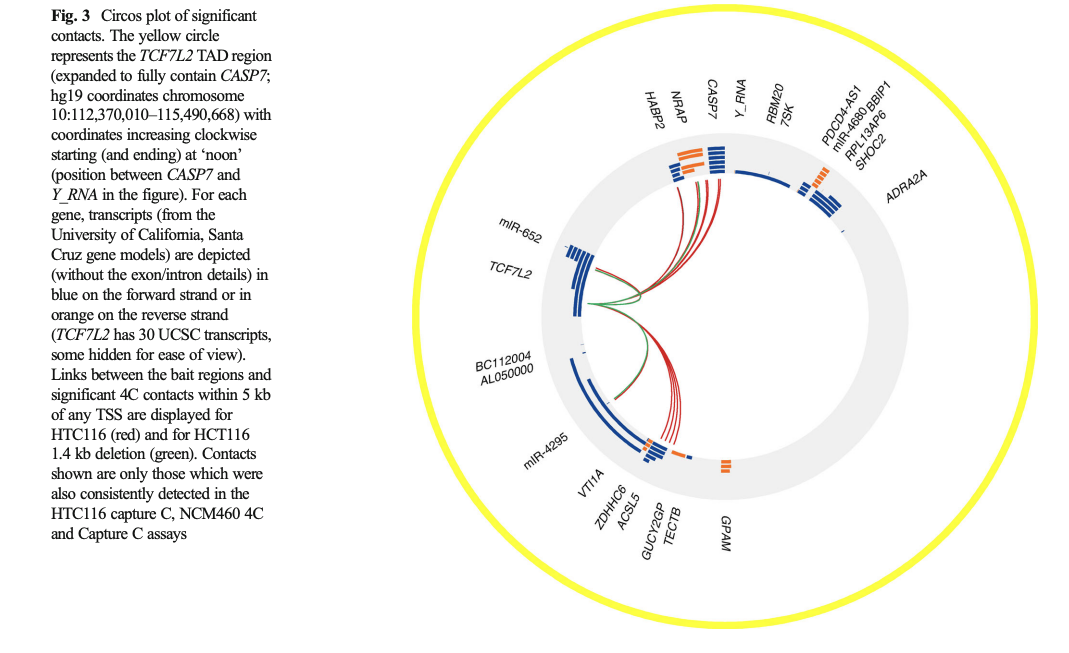 Fig. 3 Circos plot of significant
contacts. The yellow circle
represents the TCF7L2 TAD region
(expanded to fully contain CASP7;
hg19 coordinates chromosome
10:112,370,010–115,490,668) with
coordinates increasing clockwise
starting (and ending) at ‘noon’
(position between CASP7 and
Y_RNA in the figure). For each
gene, transcripts (from the
University of California, Santa
Cruz gene models) are depicted
(without the exon/intron details) in
blue on the forward strand or in
orange on the reverse strand
(TCF7L2 has 30 UCSC transcripts,
some hidden for ease of view).
Links between the bait regions and
significant 4C contacts within 5 kb
of any TSS are displayed for
HTC116 (red) and for HCT116
1.4 kb deletion (green). Contacts
shown are only those which were
also consistently detected in the
HTC116 capture C, NCM460 4C
and Capture C assays
HABP2
NRAP
CASP7
Y_RNA
RBM20
7SK
PDCD4-AS1
miR-4680 BBIP1
RPL13AP6
SHOC2
ADRA2A
miR-652
TCF7L2
BC112004
AL050000
miR-4295
VTI1A
ZDHHC6
ACSL5
GUCY2GP
TECTB
GPAM